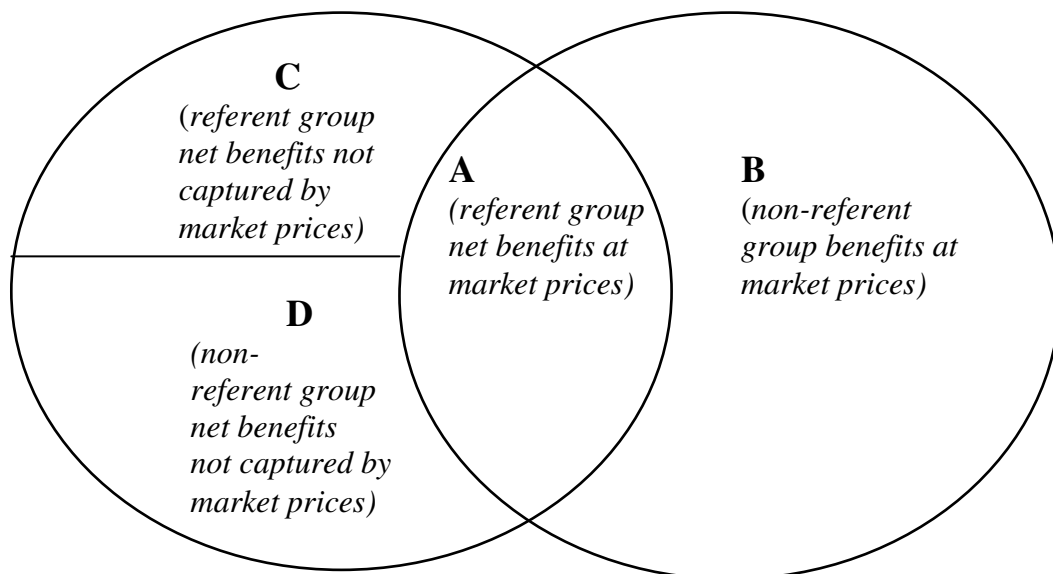 C
(referent group
net benefits not
captured by
market prices)
A
(referent group
net benefits at
market prices)
B
(non-referent
group benefits at
market prices)
D
(non-
referent group
net benefits
not captured by
market prices)